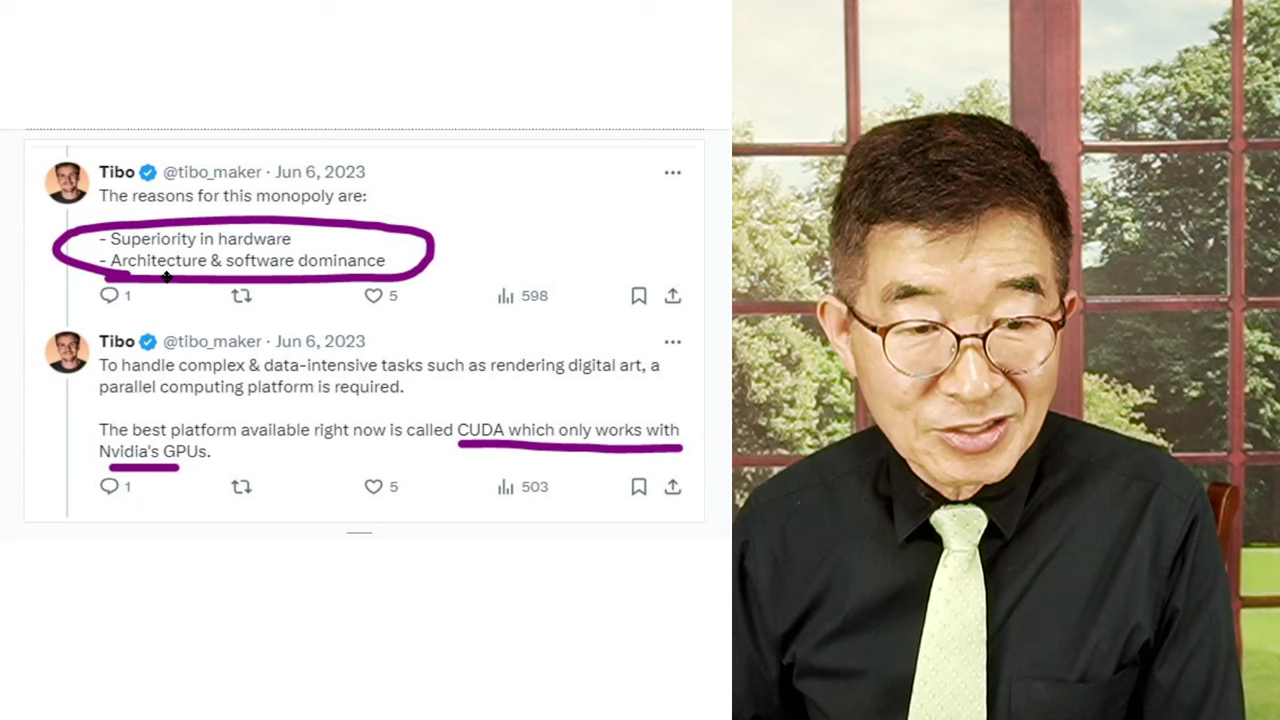 Tibo @tibo_maker · Jun 6, 2023
The reasons for this monopoly are:
- Superiority in hardware
- Architecture & software dominance
1 5 598
Tibo @tibo_maker · Jun 6, 2023
To handle complex & data-intensive tasks such as rendering digital art, a
parallel computing platform is required.
The best platform available right now is called CUDA which only works with
Nvidia's GPUs.
1 5 503